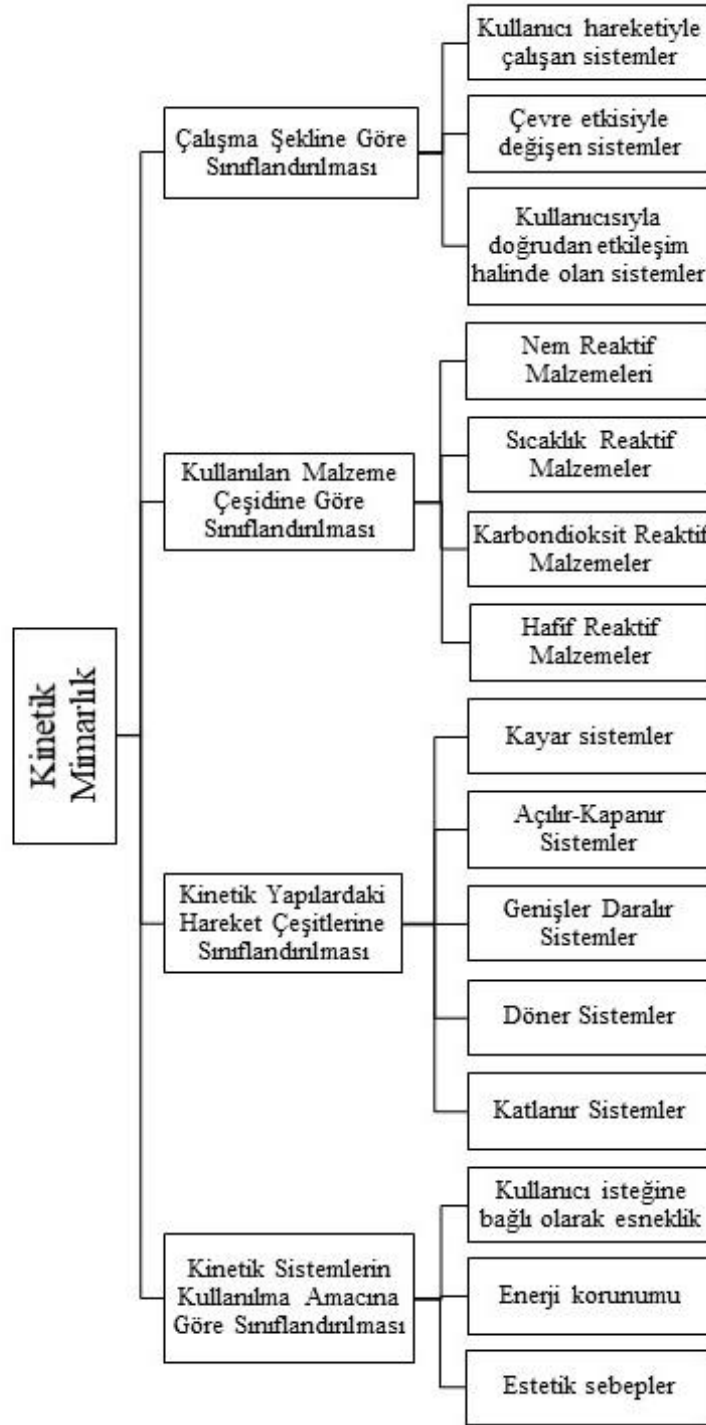 Kinetik
Mimarlık
Çalışma Şekline Göre
Sınıflandırılması
Kullanıcı hareketiyle
çalışan sistemler
Çevre etkisiyle
değişen sistemler
Kullanıcısıyla
doğrudan etkileşim
halinde olan sistemler
Kullanılan Malzeme
Çeşidine Göre
Sınıflandırılması
Nem Reaktif
Malzemeleri
Sıcaklık Reaktif
Malzemeler
Karbondioksit Reaktif
Malzemeler
Hafif Reaktif
Malzemeler
Kinetik Yapılardaki
Hareket Çeşitlerine
Sınıflandırılması
Kayar sistemler
Açılır-Kapanır
Sistemler
Genişler Daralır
Sistemler
Döner Sistemler
Katlanır Sistemler
Kinetik Sistemlerin
Kullanılma Amacına
Göre Sınıflandırılması
Kullanıcı isteğine
bağlı olarak esneklik
Enerji korunumu
Estetik sebepler